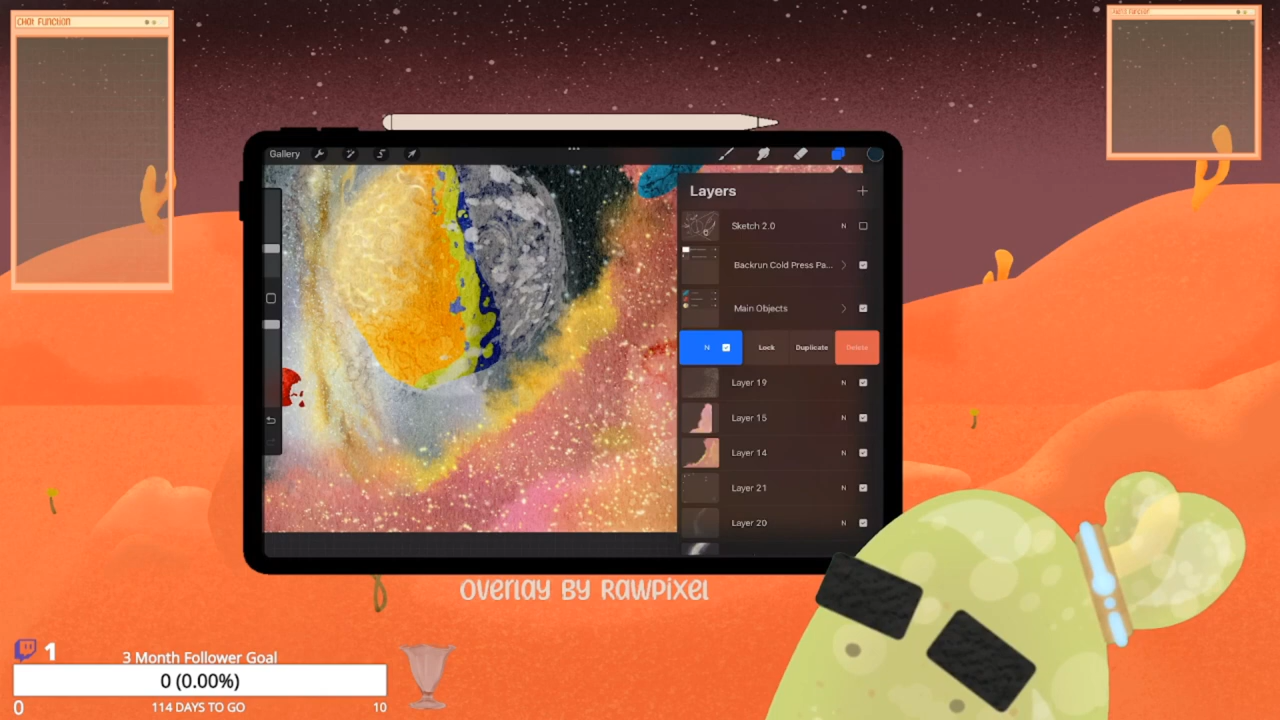 Chat Function
Gallery
Layers
Sketch 2.0
N
Backrun Cold Press Pa...
Main Objects
N
Lock
Duplicate
Delete
Layer 19
N
Layer 15
N
Layer 14
N
Layer 21
N
Layer 20
N
Overlay by Rawpixel
1
3 Month Follower Goal
0 (0.00%)
0
114 DAYS TO GO
10